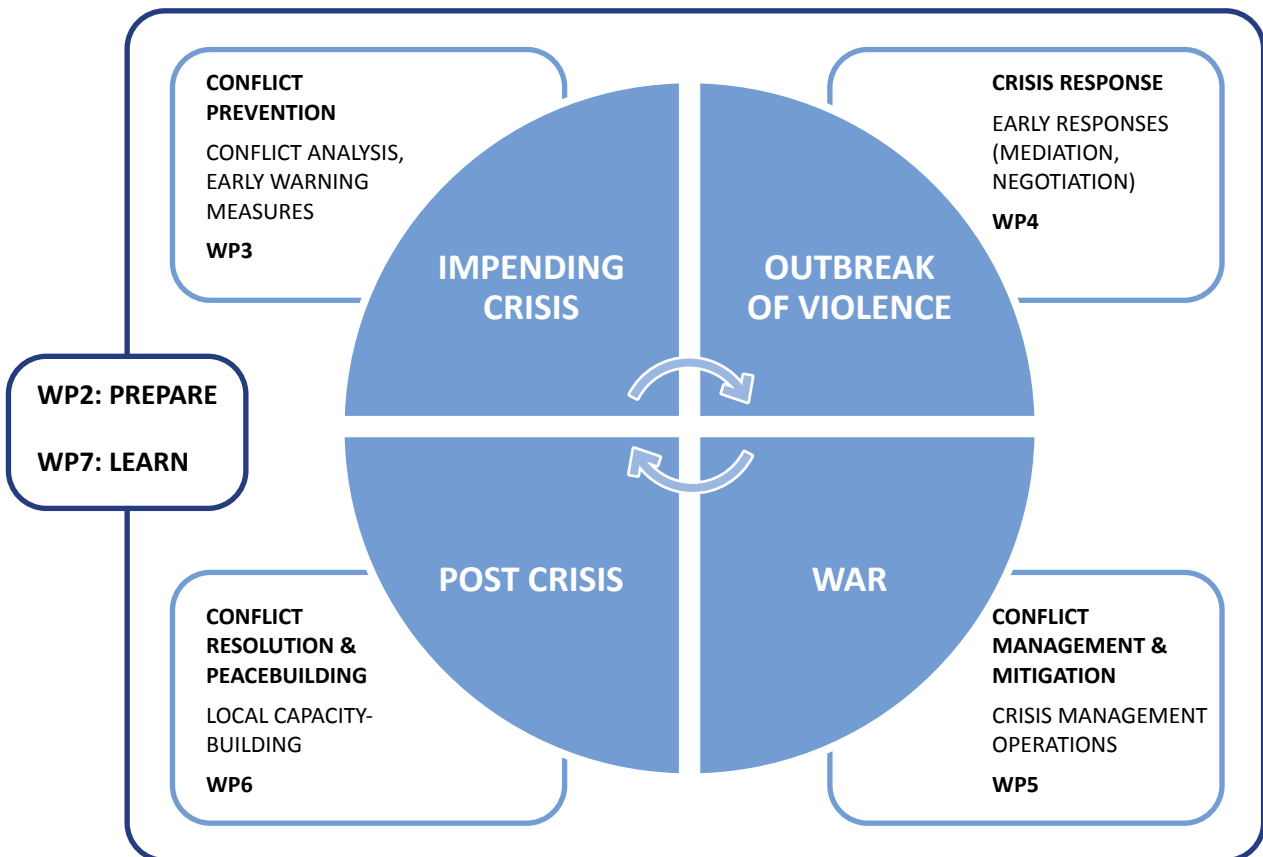 CONFLICT
PREVENTION
CONFLICT ANALYSIS,
EARLY WARNING
MEASURES
WP3
CRISIS RESPONSE
EARLY RESPONSES
(MEDIATION,
NEGOTIATION)
WP4
IMPENDING
CRISIS
OUTBREAK
OF VIOLENCE
WP2: PREPARE
WP7: LEARN
POST CRISIS
WAR
CONFLICT
RESOLUTION &
PEACEBUILDING
LOCAL CAPACITY-
BUILDING
WP6
CONFLICT
MANAGEMENT &
MITIGATION
CRISIS MANAGEMENT
OPERATIONS
WP5